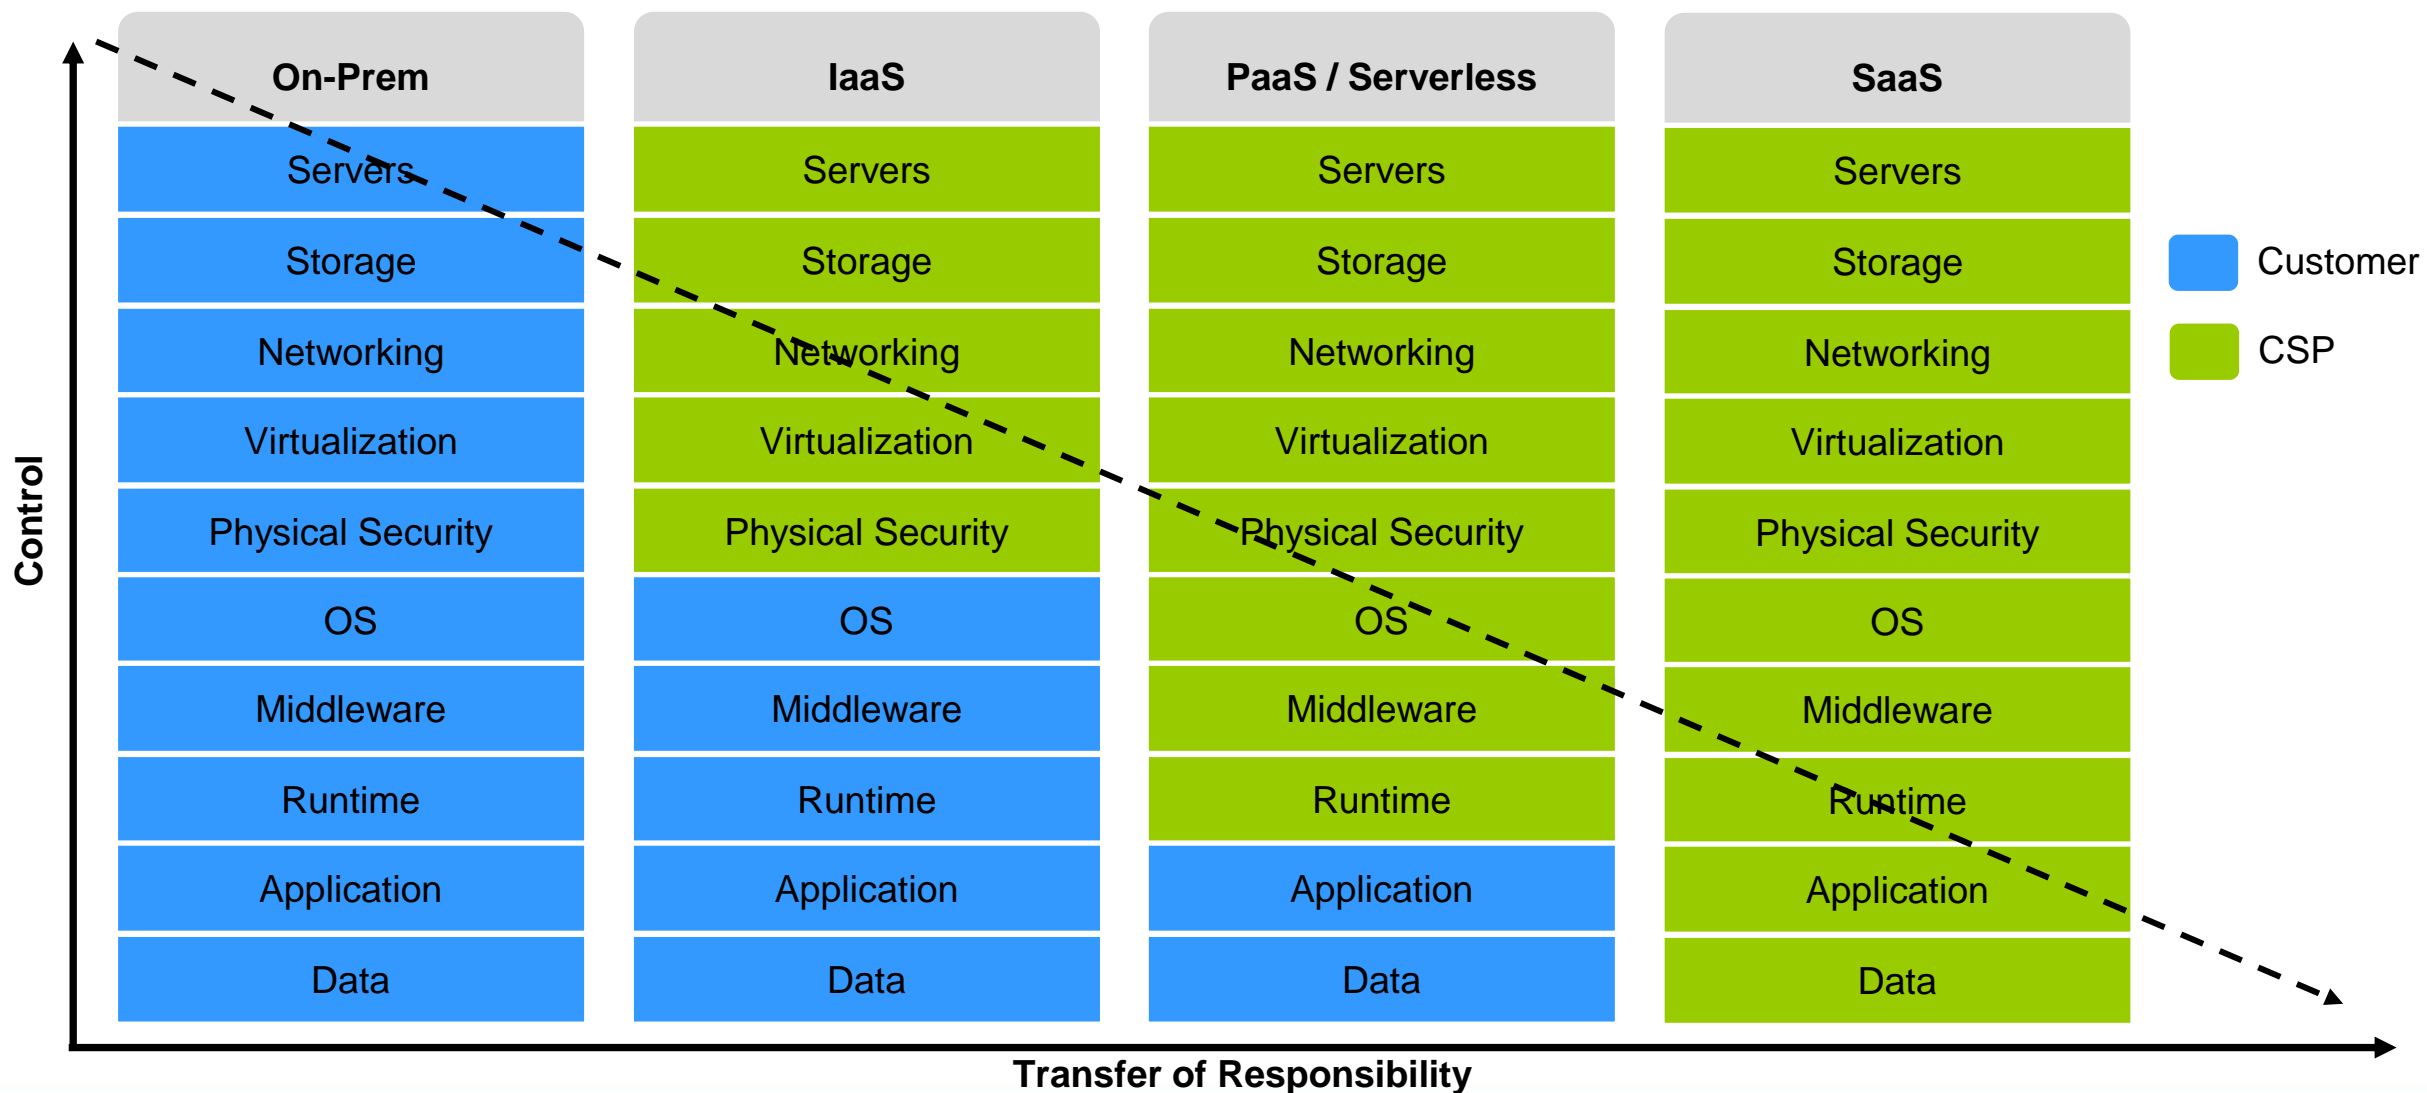 On-Prem
IaaS
PaaS / Serverless
SaaS
Servers
Servers
Servers
Servers
Storage
Storage
Storage
Storage
Customer
Networking
Networking
Networking
Networking
CSP
Virtualization
Virtualization
Virtualization
Virtualization
Control
Physical Security
Physical Security
Physical Security
Physical Security
OS
OS
OS
OS
Middleware
Middleware
Middleware
Middleware
Runtime
Runtime
Runtime
Runtime
Application
Application
Application
Application
Data
Data
Data
Data
Transfer of Responsibility